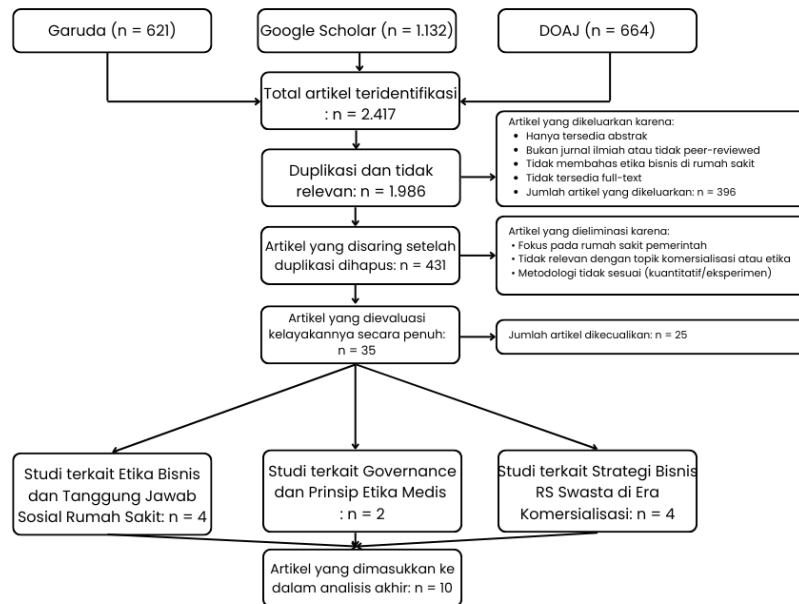 Garuda (n = 621)
Google Scholar (n = 1.132)
DOAJ (n = 664)
Total artikel teridentifikasi
: n = 2.417
Artikel yang dikeluarkan karena:
• Hanya tersedia abstrak
• Bukan jurnal ilmiah atau tidak peer-reviewed
• Tidak membahas etika bisnis di rumah sakit
• Tidak tersedia full-text
• Jumlah artikel yang dikeluarkan: n = 396
Duplikasi dan tidak
relevan: n = 1.986
Artikel yang disaring setelah
duplikasi dihapus: n = 431
Artikel yang dieliminasi karena:
• Fokus pada rumah sakit pemerintah
• Tidak relevan dengan topik komersialisasi atau etika
• Metodologi tidak sesuai (kuantitatif/eksperimen)
Artikel yang dievaluasi
kelayakannya secara penuh:
n = 35
Jumlah artikel dikecualikan: n = 25
Studi terkait Etika Bisnis
dan Tanggung Jawab
Sosial Rumah Sakit: n = 4
Studi terkait Governance
dan Prinsip Etika Medis
: n = 2
Studi terkait Strategi Bisnis
RS Swasta di Era
Komersialisasi: n = 4
Artikel yang dimasukkan ke
dalam analisis akhir: n = 10